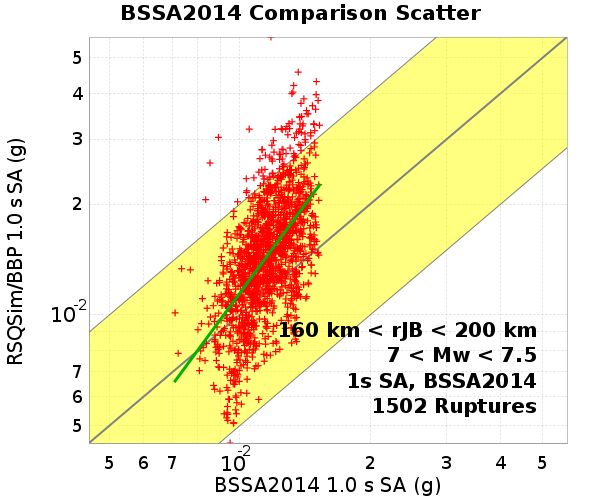 BSSA2014 Comparison Scatter
RSQSim/BBP 1.0 s SA (g)
5
4
3
2
10-2
7
6
5
160 km < rJB < 200 km
7 < Mw < 7.5
1s SA, BSSA2014
1502 Ruptures
5 6 7 10-2 2 3 4 5
BSSA2014 1.0 s SA (g)